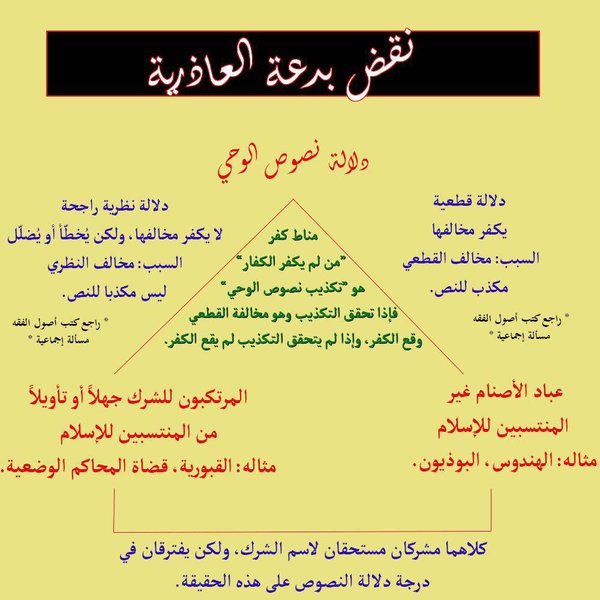 نقض بدعة العاذرية
دلالة نصوص الوحي
دلالة قطعية
يكفر مخالفها
السبب: مخالف القطعي
مكذب للنص.
* راجع كتب أصول الفقه
مسألة إجماعية *
دلالة نظرية راجحة
لا يكفر مخالفها، ولكن يُخطّأ أو يُضلّل
السبب: مخالف النظري
ليس مكذبا للنص.
* راجع كتب أصول الفقه
مسألة إجماعية *
مناط كفر
“من لم يكفر الكفار”
هو “تكذيب نصوص الوحي”
فإذا تحقق التكذيب وهو مخالفة القطعي
وقع الكفر، وإذا لم يتحقق التكذيب لم يقع الكفر.
عباد الأصنام غير
المنتسبين للإسلام
مثاله: الهندوس، البوذيون.
المرتكبون للشرك جهلاً أو تأويلاً
من المنتسبين للإسلام
مثاله: القبورية، قضاة المحاكم الوضعية.
كلاهما مشركان مستحقان لاسم الشرك، ولكن يفترقان في
درجة دلالة النصوص على هذه الحقيقة.